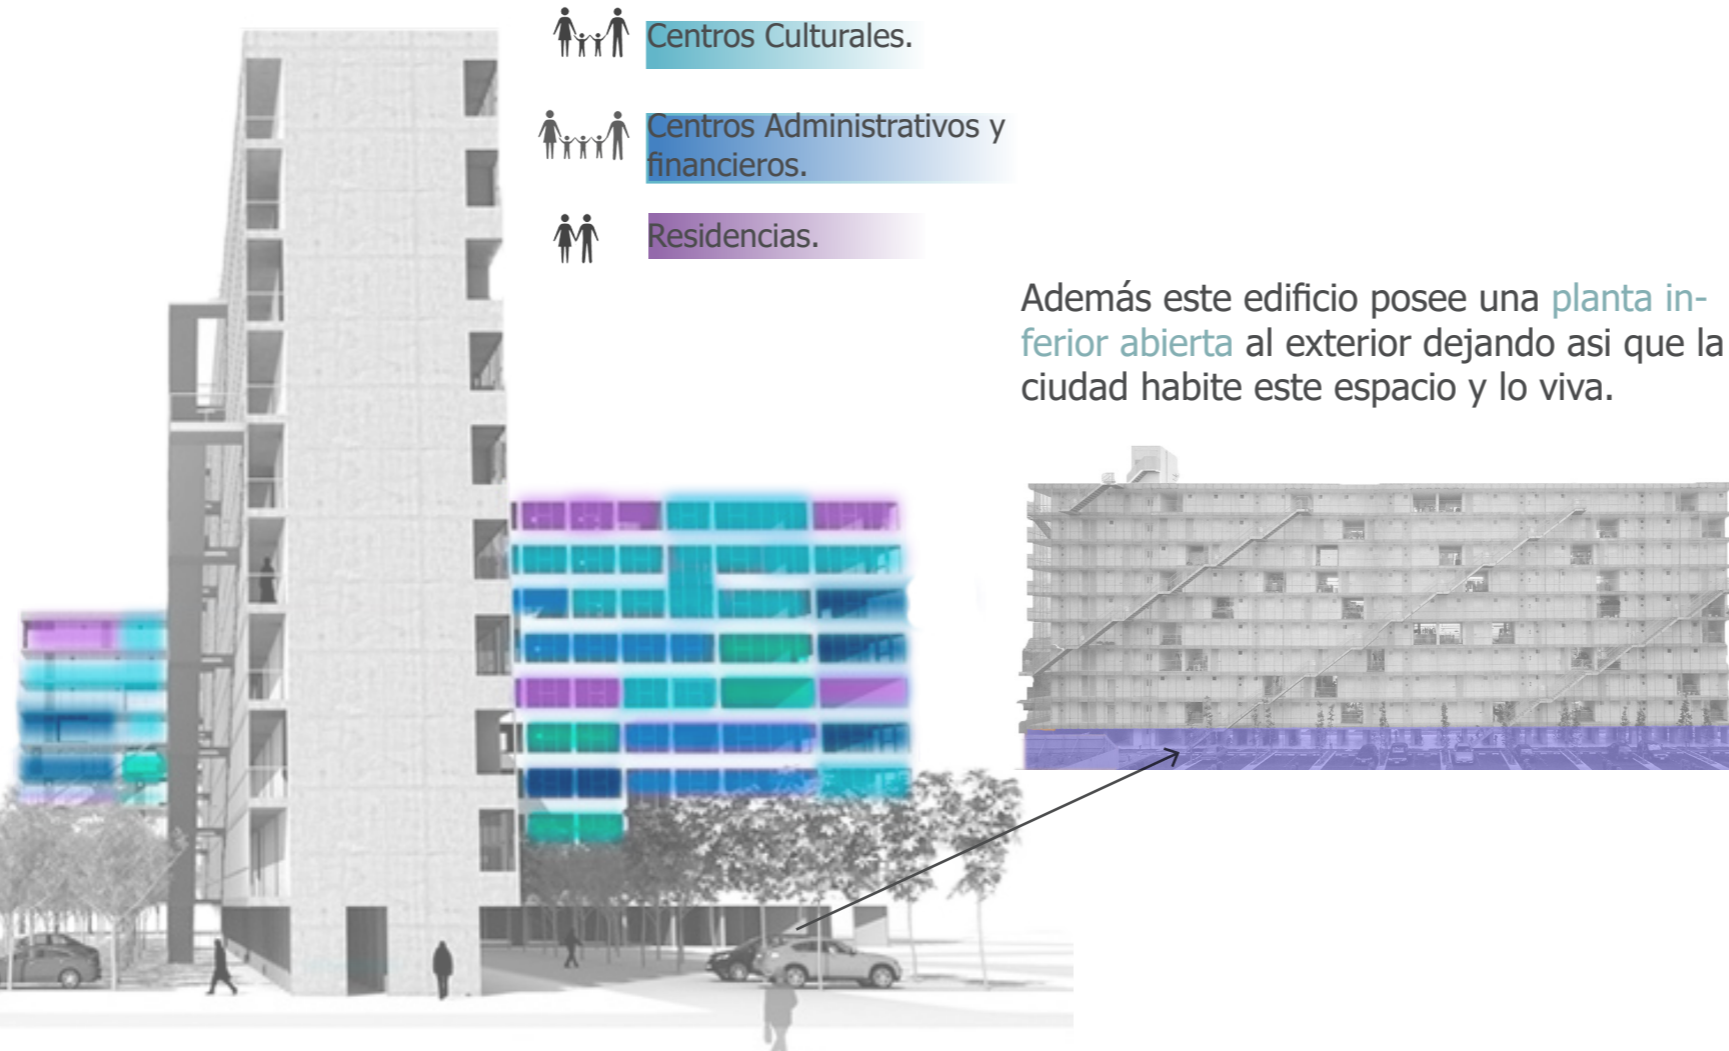 Centros Culturales.
Centros Administrativos y
financieros.
Residencias.
Además este edificio posee una planta in-
ferior abierta al exterior dejando asi que la
ciudad habite este espacio y lo viva.